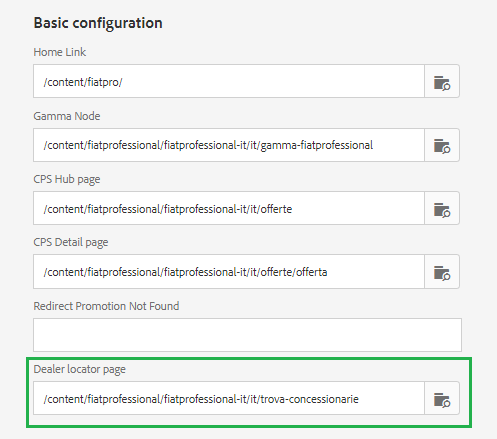 Basic configuration
Home Link
/content/fiatpro/
Gamma Node
/content/fiatprofessional/fiatprofessional-it/it/gamma-fiatprofessional
CPS Hub page
/content/fiatprofessional/fiatprofessional-it/it/offerte
CPS Detail page
/content/fiatprofessional/fiatprofessional-it/it/offerte/offerta
Redirect Promotion Not Found
Dealer locator page
/content/fiatprofessional/fiatprofessional-it/it/trova-concessionarie